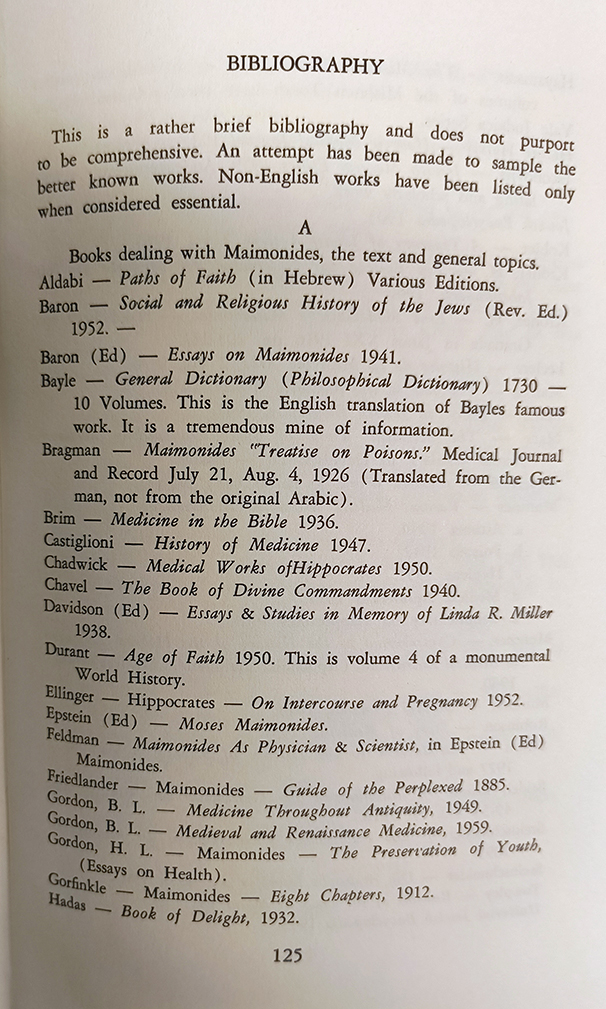 BIBLIOGRAPHY
This is a rather brief bibliography and does not purport
to be comprehensive. An attempt has been made to sample the
better known works. Non-English works have been listed only
when considered essential.
A
Books dealing with Maimonides, the text and general topics.
Aldabi — Paths of Faith (in Hebrew) Various Editions.
Baron — Social and Religious History of the Jews (Rev. Ed.)
1952. —
Baron (Ed) — Essays on Maimonides 1941.
Bayle — General Dictionary (Philosophical Dictionary) 1730 —
10 Volumes. This is the English translation of Bayles famous
work. It is a tremendous mine of information.
Bragman — Maimonides "Treatise on Poisons." Medical Journal
and Record July 21, Aug. 4, 1926 (Translated from the Ger-
man, not from the original Arabic).
Brim — Medicine in the Bible 1936.
Castiglioni — History of Medicine 1947.
Chadwick — Medical Works ofHippocrates 1950.
Chavel — The Book of Divine Commandments 1940.
Davidson (Ed) — Essays & Studies in Memory of Linda R. Miller
1938.
Durant — Age of Faith 1950. This is volume 4 of a monumental
World History.
Ellinger — Hippocrates — On Intercourse and Pregnancy 1952.
Epstein (Ed) — Moses Maimonides.
Feldman — Maimonides As Physician & Scientist, in Epstein (Ed)
Maimonides.
Friedlander — Maimonides — Guide of the Perplexed 1885.
Gordon, B. L. — Medicine Throughout Antiquity, 1949.
Gordon, B. L. — Medieval and Renaissance Medicine, 1959.
Gordon, H. L. — Maimonides — The Preservation of Youth,
(Essays on Health).
Gorfinkle — Maimonides — Eight Chapters, 1912.
Hadas — Book of Delight, 1932.
125